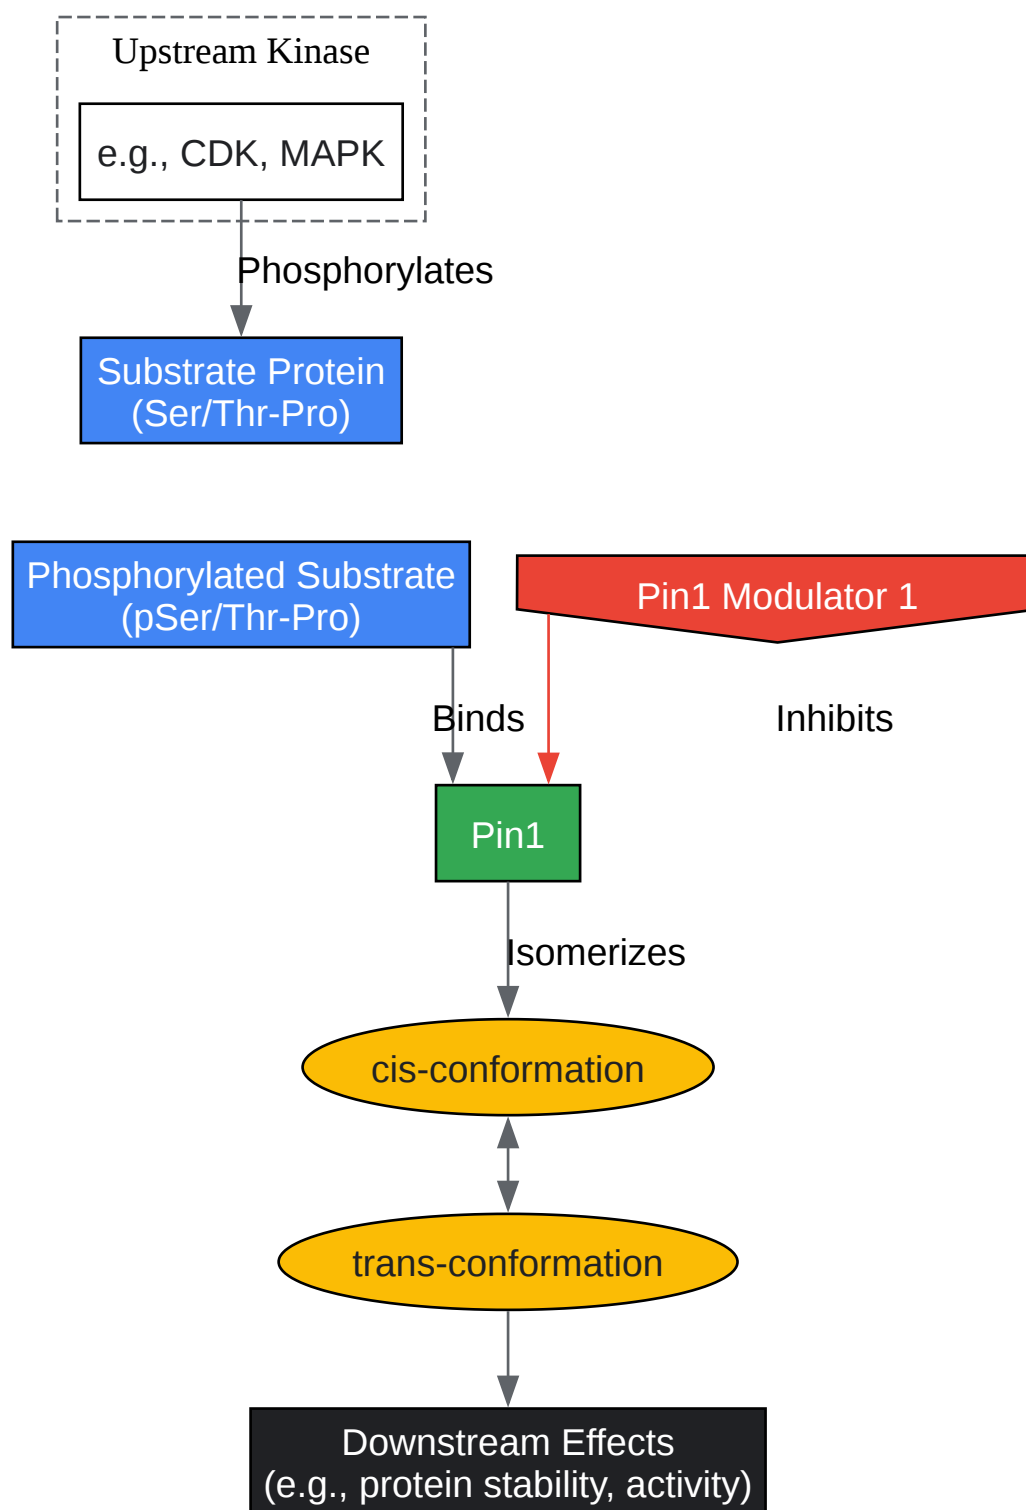 Upstream Kinase
e.g., CDK, MAPK
Phosphorylates
Substrate Protein
(Ser/Thr-Pro)
Phosphorylated Substrate
(pSer/Thr-Pro)
Pin1 Modulator 1
Binds
Inhibits
Pin1
Isomerizes
cis-conformation
trans-conformation
Downstream Effects
(e.g., protein stability, activity)